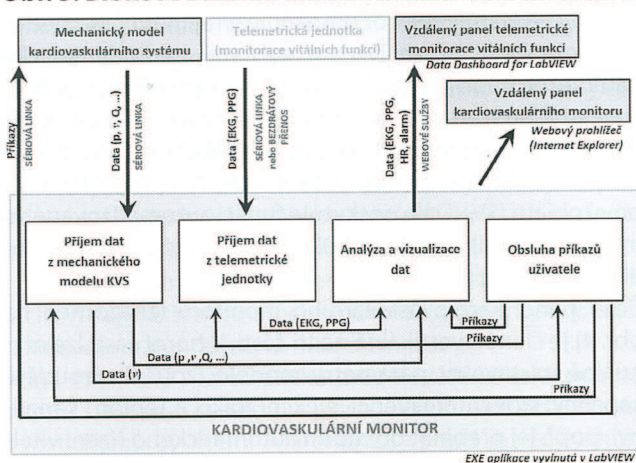 Mechanický model
kardiovaskulárního systému
Telemetrická jednotka
(monitorace vitálních funkcí)
Vzdálený panel telemetrické
monitorace vitálních funkcí
Data Dashboard for LabVIEW
Vzdálený panel
kardiovaskulárního monitoru
Webový prohlížeč
(Internet Explorer)
Příkazy
SÉRIOVÁ LINKA
Data (p, v, Q, ...)
SÉRIOVÁ LINKA
Data (EKG, PPG)
SÉRIOVÁ LINKA
nebo BEZDRÁTOVÝ
PŘENOS
Data (EKG, PPG,
HR, alarm)
WEBOVÉ SLUŽBY
Příjem dat
z mechanického
modelu KVS
Příjem dat
z telemetrické
jednotky
Analýza a vizualizace
dat
Obsluha příkazů
uživatele
Data (EKG, PPG)
Příkazy
Příkazy
Data (p ,v ,Q, ...)
Data (v)
Příkazy
KARDIOVASKULÁRNÍ MONITOR
EXE aplikace vyvinutá v LabVIEW